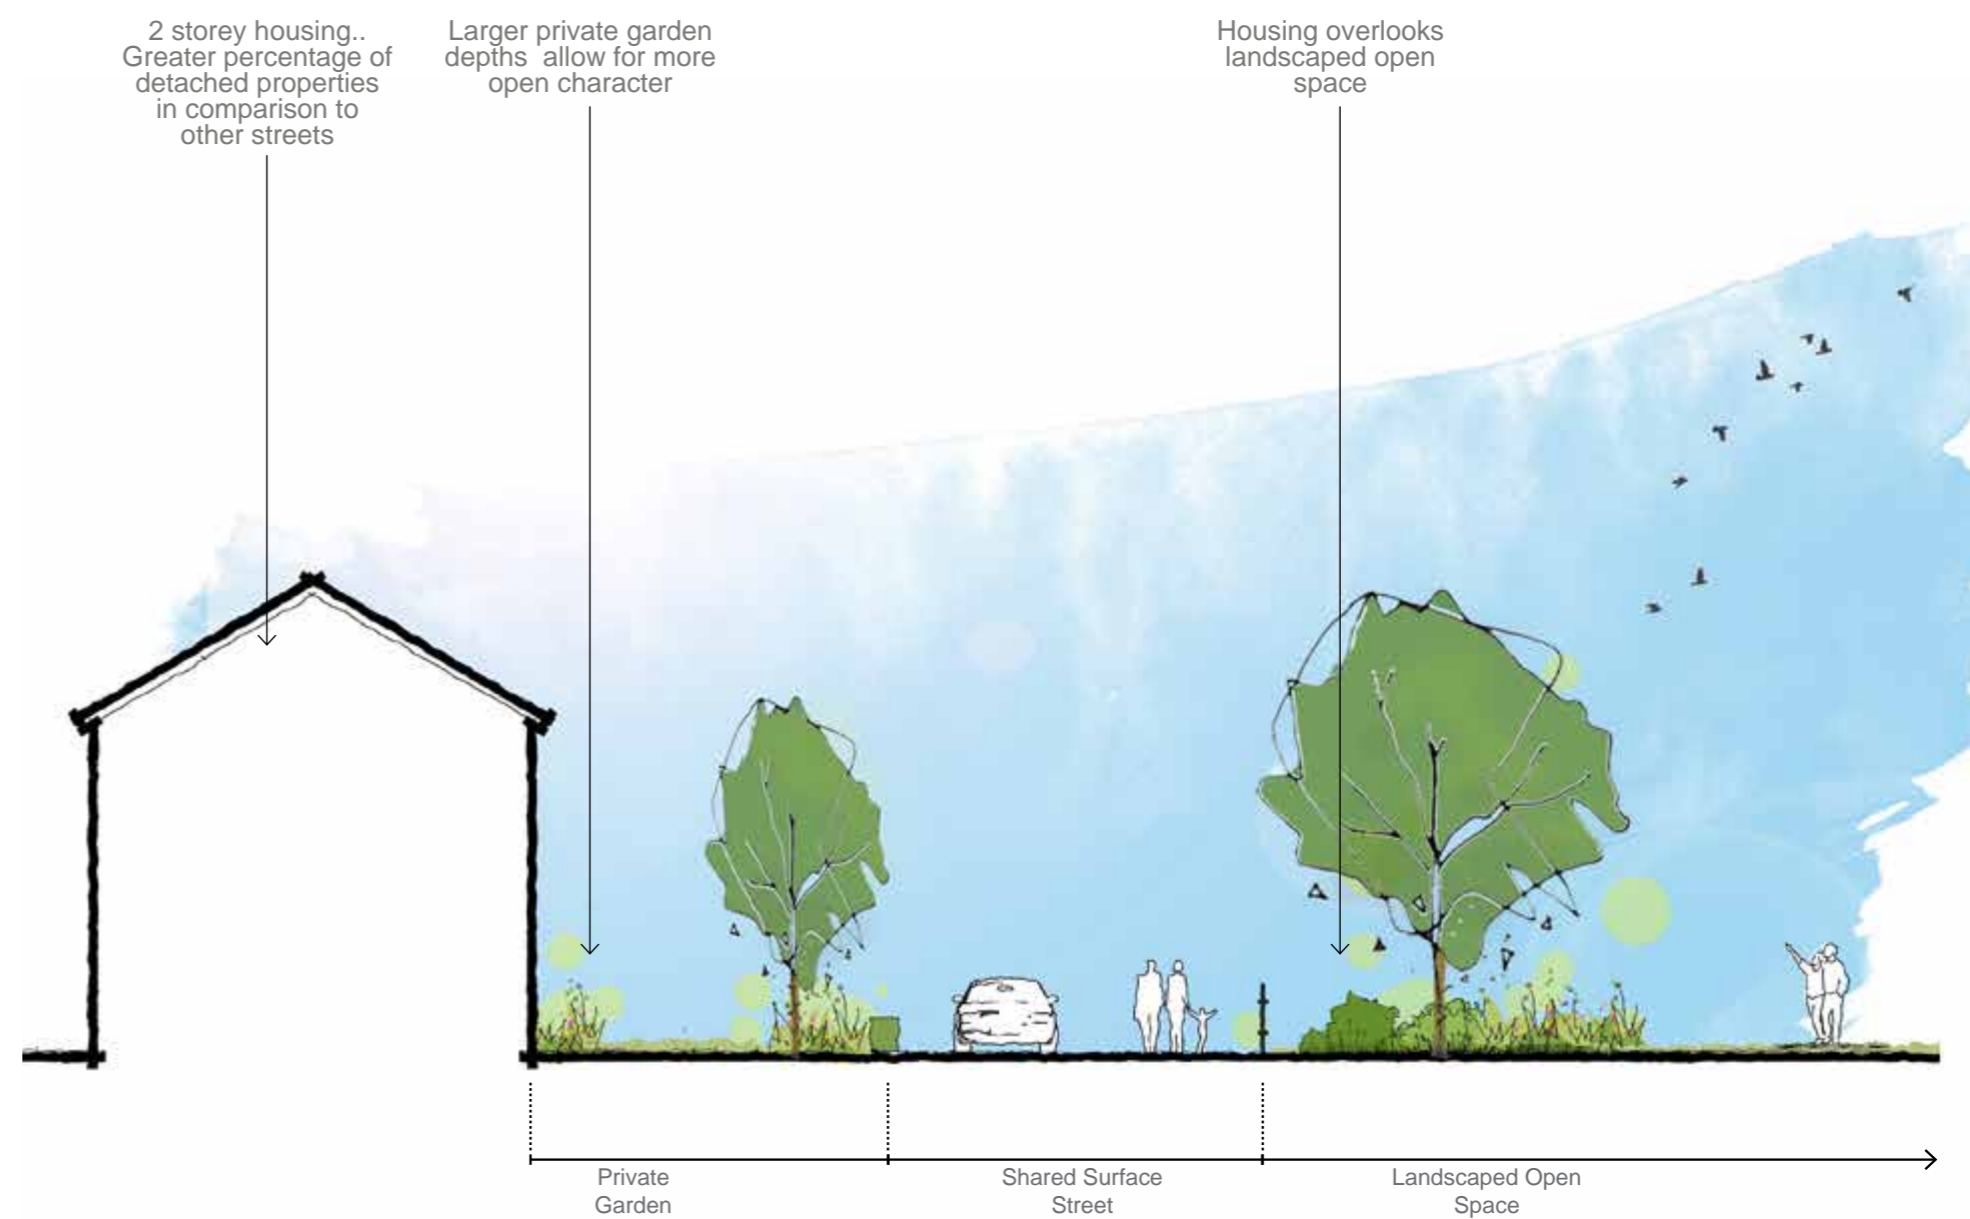 2 storey housing..
Greater percentage of
detached properties
in comparison to
other streets
Larger private garden
depths allow for more
open character
Housing overlooks
landscaped open
space
Private
Garden
Shared Surface
Street
Landscaped Open
Space